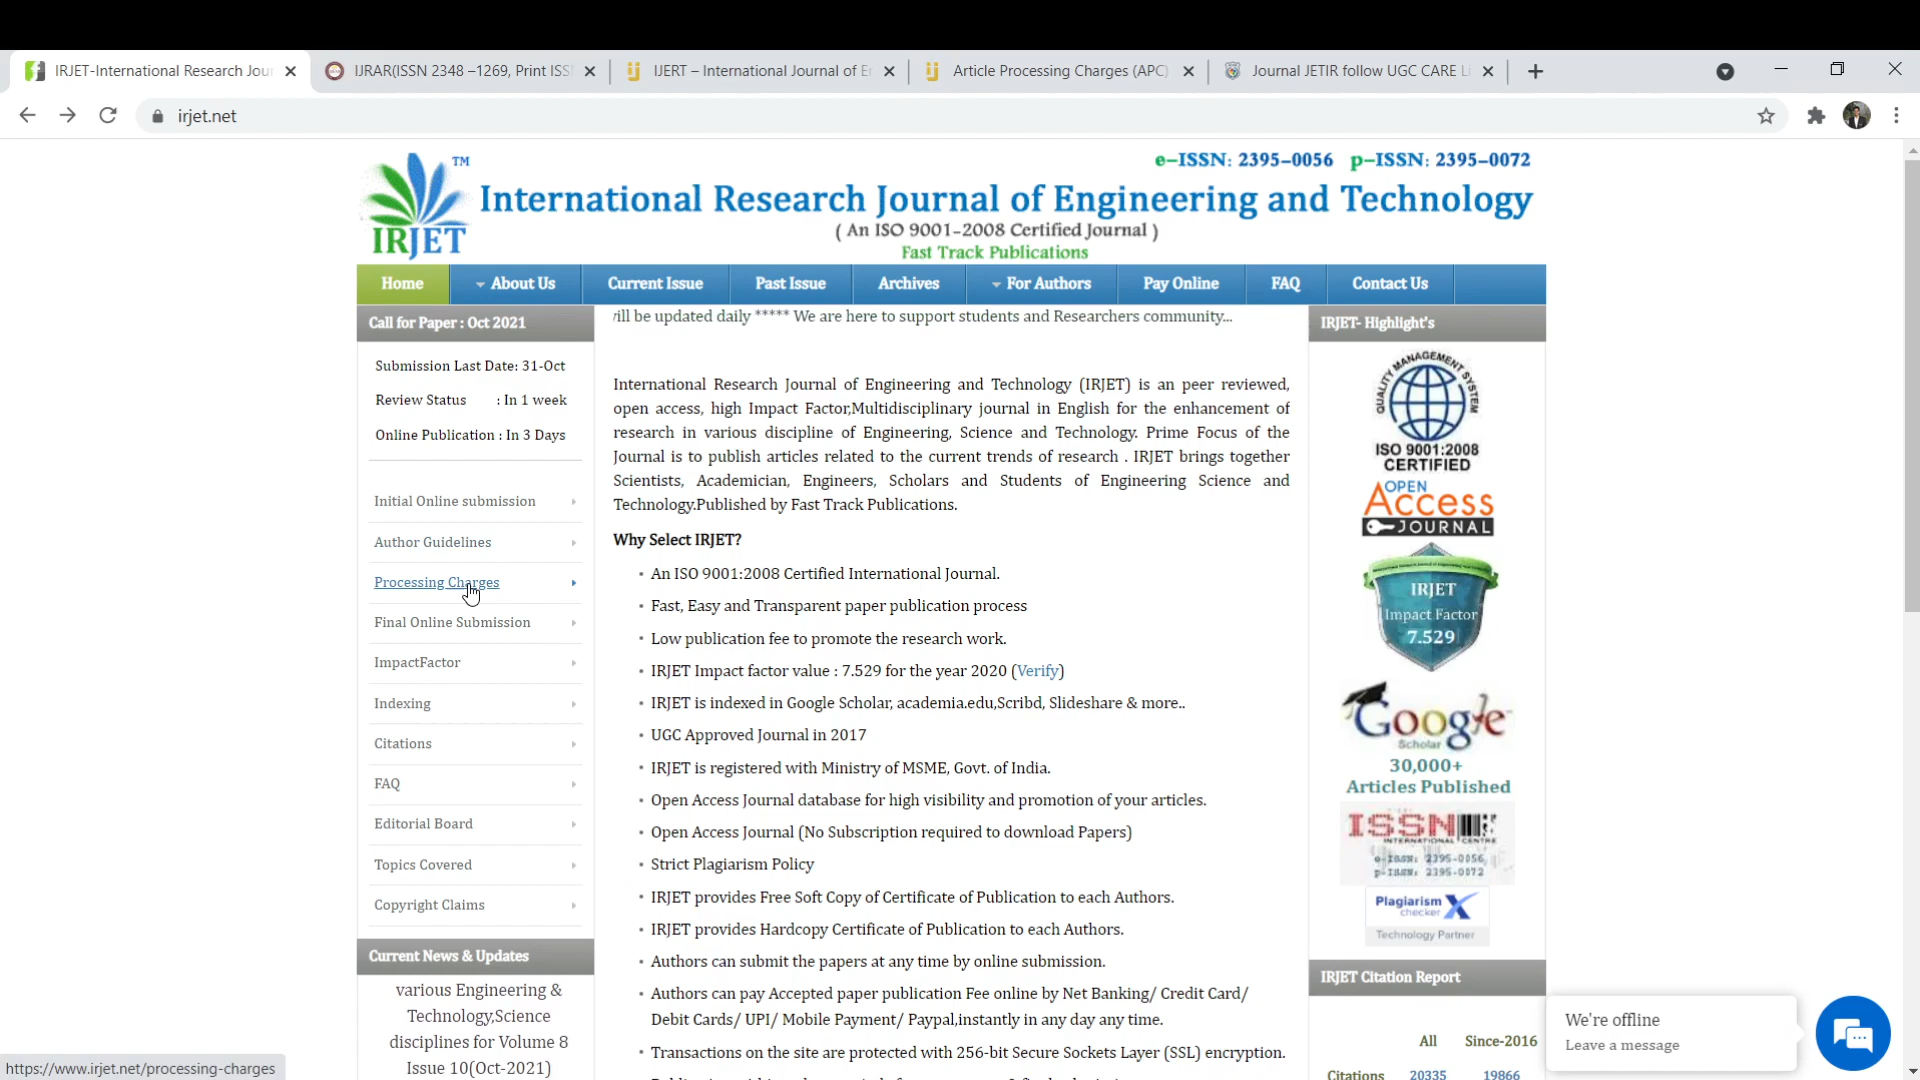 IRJET-International Research Jour
IJRAR(ISSN 2348 –1269, Print ISSN
IJERT – International Journal of En
Article Processing Charges (APC)
Journal JETIR follow UGC CARE Li
irjet.net
TM
IRJET
e-ISSN: 2395-0056 p-ISSN: 2395-0072
International Research Journal of Engineering and Technology
( An ISO 9001-2008 Certified Journal )
Fast Track Publications
Home
About Us
Current Issue
Past Issue
Archives
For Authors
Pay Online
FAQ
Contact Us
Call for Paper : Oct 2021
Submission Last Date: 31-Oct
Review Status : In 1 week
Online Publication : In 3 Days
Initial Online submission
Author Guidelines
Processing Charges
Final Online Submission
ImpactFactor
Indexing
Citations
FAQ
Editorial Board
Topics Covered
Copyright Claims
Current News & Updates
various Engineering &
Technology,Science
disciplines for Volume 8
Issue 10(Oct-2021)
will be updated daily ***** We are here to support students and Researchers community...
International Research Journal of Engineering and Technology (IRJET) is an peer reviewed,
open access, high Impact Factor,Multidisciplinary journal in English for the enhancement of
research in various discipline of Engineering, Science and Technology. Prime Focus of the
Journal is to publish articles related to the current trends of research . IRJET brings together
Scientists, Academician, Engineers, Scholars and Students of Engineering Science and
Technology.Published by Fast Track Publications.
Why Select IRJET?
• An ISO 9001:2008 Certified International Journal.
• Fast, Easy and Transparent paper publication process
• Low publication fee to promote the research work.
• IRJET Impact factor value : 7.529 for the year 2020 (Verify)
• IRJET is indexed in Google Scholar, academia.edu,Scribd, Slideshare & more..
• UGC Approved Journal in 2017
• IRJET is registered with Ministry of MSME, Govt. of India.
• Open Access Journal database for high visibility and promotion of your articles.
• Open Access Journal (No Subscription required to download Papers)
• Strict Plagiarism Policy
• IRJET provides Free Soft Copy of Certificate of Publication to each Authors.
• IRJET provides Hardcopy Certificate of Publication to each Authors.
• Authors can submit the papers at any time by online submission.
• Authors can pay Accepted paper publication Fee online by Net Banking/ Credit Card/
Debit Cards/ UPI/ Mobile Payment/ Paypal,instantly in any day any time.
• Transactions on the site are protected with 256-bit Secure Sockets Layer (SSL) encryption.
IRJET- Highlight's
QUALITY MANAGEMENT SYSTEM
ISO 9001:2008
CERTIFIED
OPEN
Access
JOURNAL
IRJET
Impact Factor
7.529
Google
Scholar
30,000+
Articles Published
ISSN
INTERNATIONAL CENTRE
e-ISSN: 2395-0056,
p-ISSN: 2395-0072
Plagiarism
checker X
Technology Partner
IRJET Citation Report
All Since-2016
Citations 20335 19866
We're offline
Leave a message
https://www.irjet.net/processing-charges